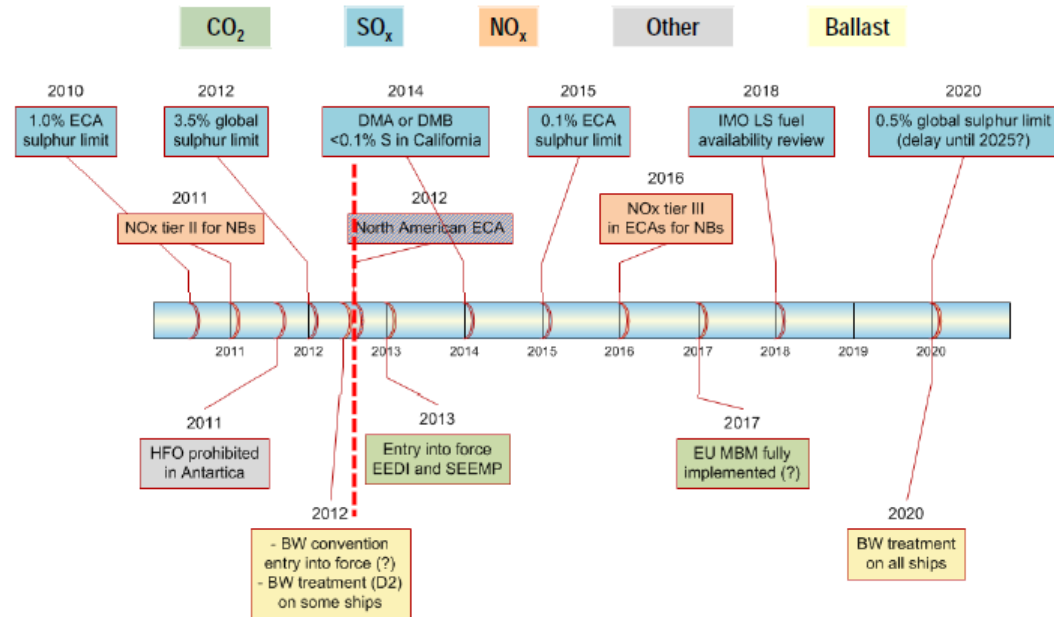 CO2
SOx
NOx
Other
Ballast
2010
1.0% ECA
sulphur limit
2012
3.5% global
sulphur limit
2014
DMA or DMB
<0.1% S in California
2015
0.1% ECA
sulphur limit
2018
IMO LS fuel
availability review
2020
0.5% global sulphur limit
(delay until 2025?)
2011
NOx tier II for NBs
2012
North American ECA
2016
NOx tier III
in ECAs for NBs
2011
2012
2013
2014
2015
2016
2017
2018
2019
2020
2011
HFO prohibited
in Antartica
2013
Entry into force
EEDI and SEEMP
2017
EU MBM fully
implemented (?)
2012
- BW convention
entry into force (?)
- BW treatment (D2)
on some ships
2020
BW treatment
on all ships